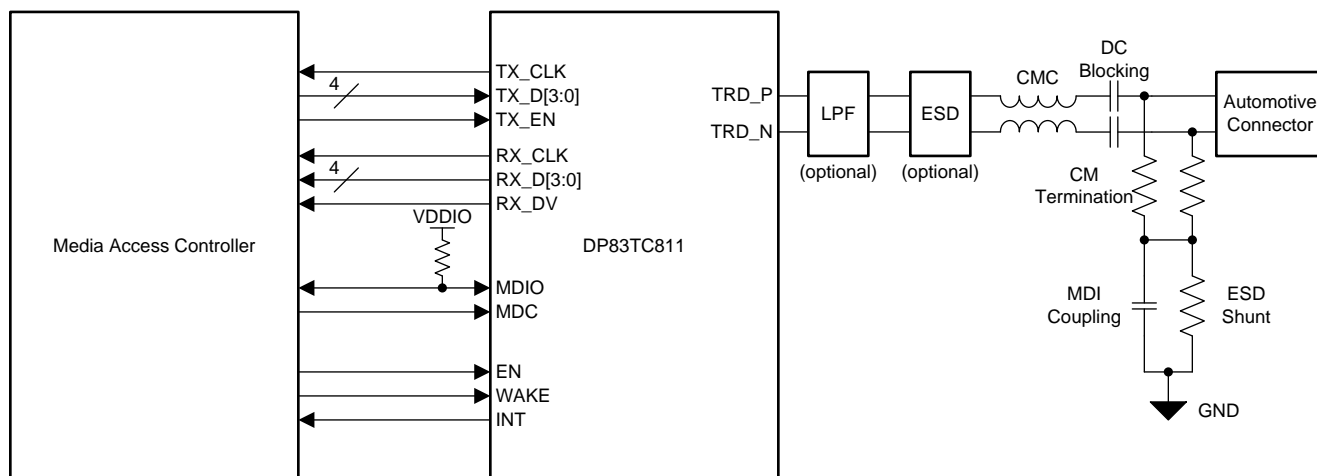 Media Access Controller
TX_CLK
4
TX_D[3:0]
TX_EN
RX_CLK
4
RX_D[3:0]
RX_DV
VDDIO
MDIO
MDC
EN
WAKE
INT
DP83TC811
TRD_P
TRD_N
LPF
(optional)
ESD
(optional)
CMC
DC
Blocking
Automotive
Connector
CM
Termination
MDI
Coupling
ESD
Shunt
GND